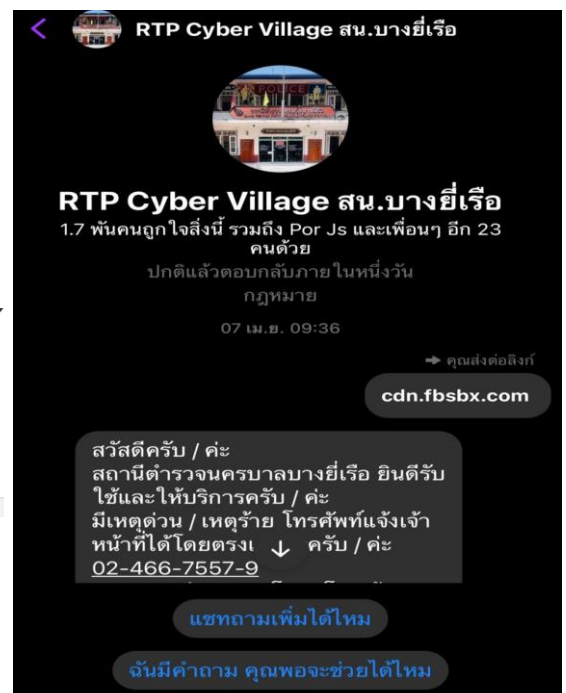 RTP Cyber Village สน.บางยี่เรือ
POLICE
RTP Cyber Village สน.บางยี่เรือ
1.7 พันคนถูกใจสิ่งนี้ รวมถึง Por Js และเพื่อนๆ อีก 23
คนด้วย
ปกติแล้วตอบกลับภายในหนึ่งวัน
กฎหมาย
07 เม.ย. 09:36
คุณส่งต่อลิงก์
cdn.fbsbx.com
สวัสดีครับ / ค่ะ
สถานีตำรวจนครบาลบางยี่เรือ ยินดีรับ
ใช้และให้บริการครับ / ค่ะ
มีเหตุด่วน / เหตุร้าย โทรศัพท์แจ้งเจ้า
หน้าที่ได้โดยตรง ครับ / ค่ะ
02-466-7557-9
แชทถามเพิ่มได้ไหม
ฉันมีคำถาม คุณพอจะช่วยได้ไหม